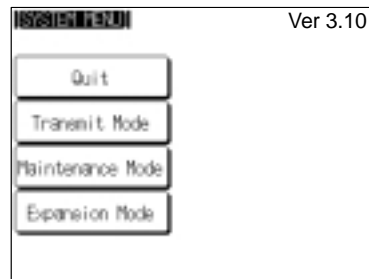 [SYSTEM MENU] Ver 3.10
Quit
Transmit Mode
Maintenance Mode
Expansion Mode